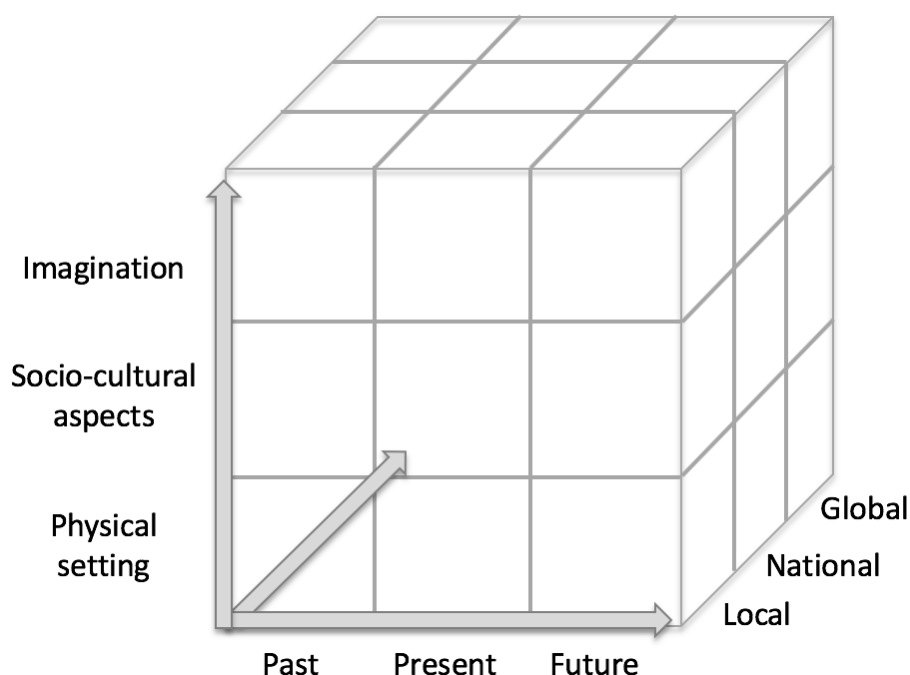 Imagination
Socio-cultural
aspects
Physical
setting
Global
National
Local
Past
Present
Future